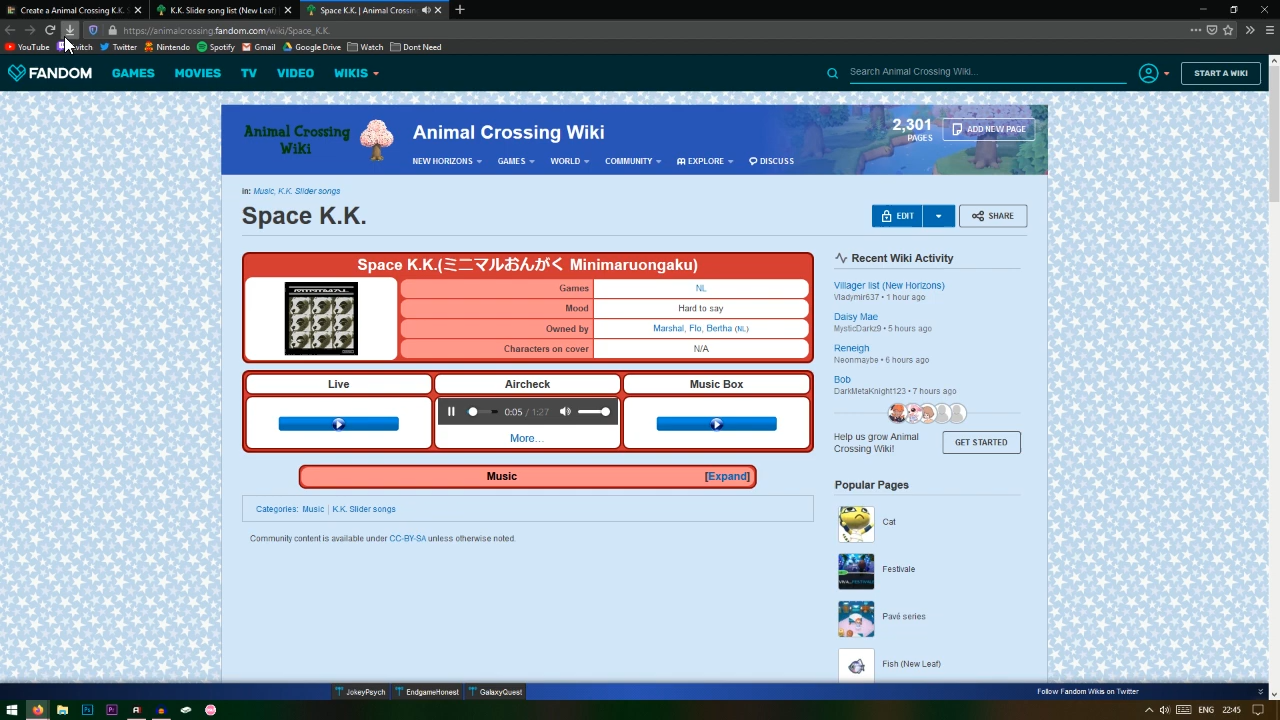 Create a Animal Crossing K.K. S
K.K. Slider song list (New Leaf) |
Space K.K. | Animal Crossing
https://animalcrossing.fandom.com/wiki/Space_K.K.
YouTube
Twitter
Nintendo
Spotify
Gmail
Google Drive
Watch
Dont Need
FANDOM
GAMES
MOVIES
TV
VIDEO
WIKIS
Search Animal Crossing Wiki...
START A WIKI
Animal Crossing
Wiki
Animal Crossing Wiki
2,301
PAGES
ADD NEW PAGE
NEW HORIZONS
GAMES
WORLD
COMMUNITY
EXPLORE
DISCUSS
in: Music, K.K. Slider songs
Space K.K.
EDIT
SHARE
Space K.K.(ミニマルおんがく Minimaruongaku)
Games
NL
Mood
Hard to say
Owned by
Marshal, Flo, Bertha (NL)
Characters on cover
N/A
Live
Aircheck
Music Box
0:05 / 1:27
More…
Music
[Expand]
Categories: Music | K.K. Slider songs
Community content is available under CC-BY-SA unless otherwise noted.
Recent Wiki Activity
Villager list (New Horizons)
Vladymir637 • 1 hour ago
Daisy Mae
MysticDarkz9 • 5 hours ago
Reneigh
Neonmaybe • 6 hours ago
Bob
DarkMetaKnight123 • 7 hours ago
Help us grow Animal
Crossing Wiki!
GET STARTED
Popular Pages
Cat
Festivale
Pavé series
Fish (New Leaf)
JokeyPsych
EndgameHonest
GalaxyQuest
Follow Fandom Wikis on Twitter
ENG
22:45